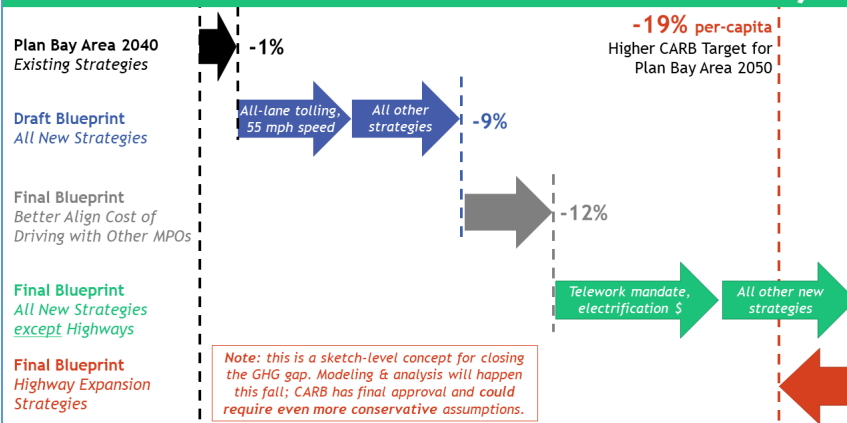 -19% per-capita
Higher CARB Target for
Plan Bay Area 2050
Plan Bay Area 2040
Existing Strategies
-1%
Draft Blueprint
All New Strategies
All-lane tolling,
55 mph speed
All other
strategies
-9%
Final Blueprint
Better Align Cost of
Driving with Other MPOs
-12%
Final Blueprint
All New Strategies
except Highways
Telework mandate,
electrification $
All other new
strategies
Final Blueprint
Highway Expansion
Strategies
Note: this is a sketch-level concept for closing
the GHG gap. Modeling & analysis will happen
this fall; CARB has final approval and could
require even more conservative assumptions.